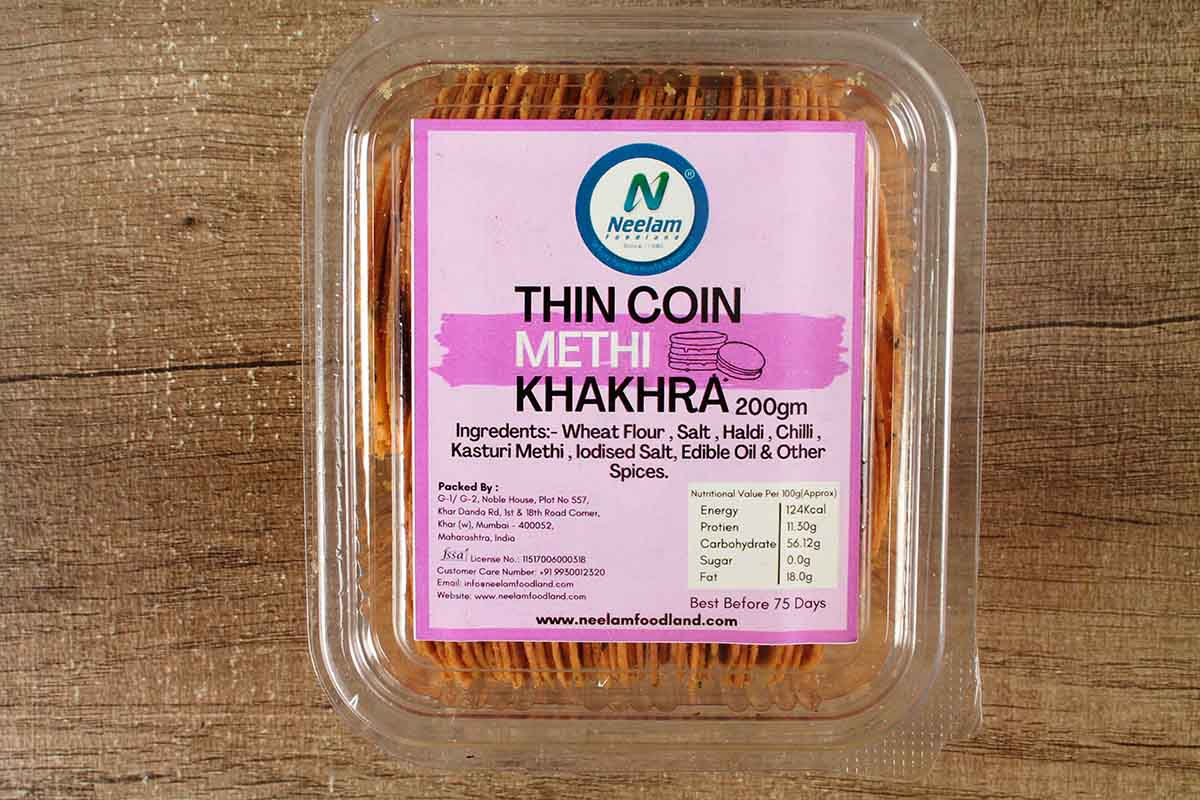 N
®
Neelam
Foodland
THIN COIN
METHI
KHAKHRA 200gm
Ingredents:- Wheat Flour , Salt , Haldi , Chilli ,
Kasturi Methi , Iodised Salt, Edible Oil & Other
Spices.
Packed By :
G-1/ G-2, Noble House, Plot No 557,
Khar Danda Rd, 1st & 18th Road Corner,
Khar (w), Mumbai - 400052,
Maharashtra, India
fssai License No.: 11517006000318
Customer Care Number: +91 9930012320
Email: info@neelamfoodland.com
Website: www.neelamfoodland.com
Nutritional Value Per 100g(Approx)
Energy 124Kcal
Protien 11.30g
Carbohydrate 56.12g
Sugar 0.0g
Fat 18.0g
Best Before 75 Days
www.neelamfoodland.com